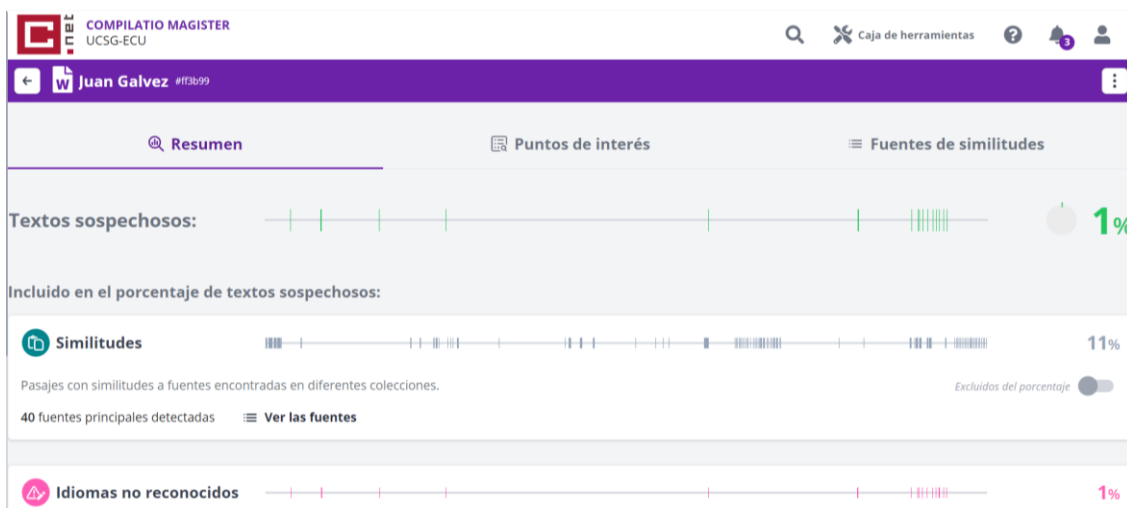 COMPILATIO MAGISTER
.net
UCSG-ECU
Caja de herramientas
3
Juan Galvez #ff3b99
Resumen
Puntos de interés
Fuentes de similitudes
Textos sospechosos:
1%
Incluido en el porcentaje de textos sospechosos:
Similitudes
11%
Pasajes con similitudes a fuentes encontradas en diferentes colecciones.
Excluidos del porcentaje
40 fuentes principales detectadas
Ver las fuentes
Idiomas no reconocidos
1%